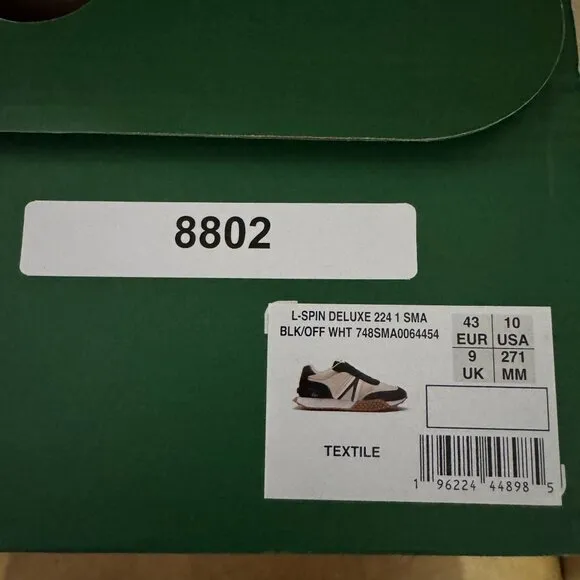 8802
L-SPIN DELUXE 224 1 SMA
BLK/OFF WHT 748SMA0064454
43 10
EUR USA
9 271
UK MM
TEXTILE
1 96224 44898 5